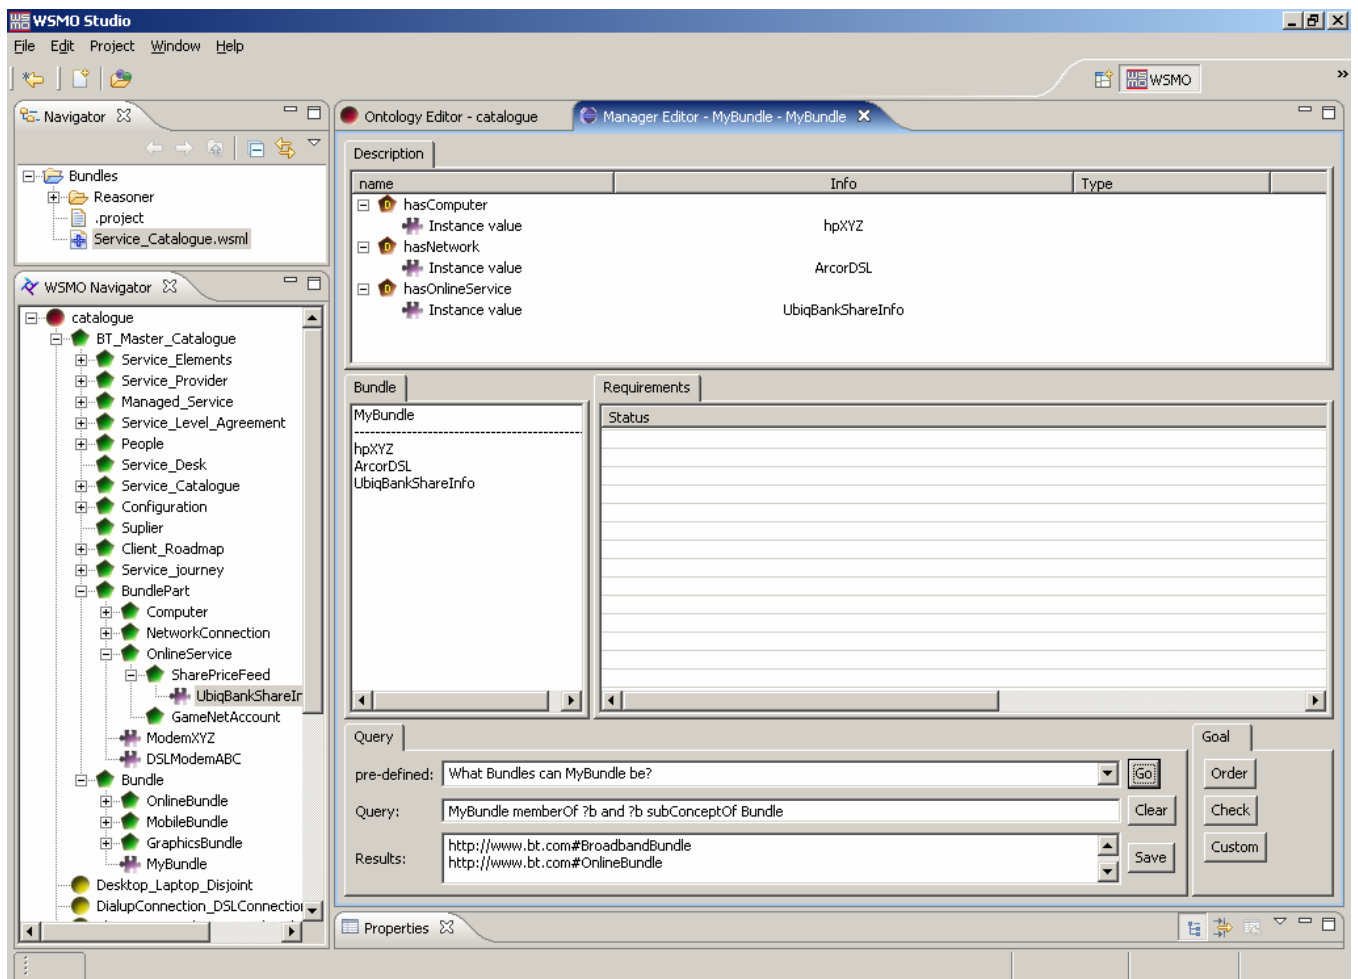 WSMO Studio
File Edit Project Window Help
WSMO
»
Navigator
Bundles
Reasoner
.project
Service_Catalogue.wsml
WSMO Navigator
catalogue
BT_Master_Catalogue
Service_Elements
Service_Provider
Managed_Service
Service_Level_Agreement
People
Service_Desk
Service_Catalogue
Configuration
Suplier
Client_Roadmap
Service_journey
BundlePart
Computer
NetworkConnection
OnlineService
SharePriceFeed
UbiqBankShareIr
GameNetAccount
ModemXYZ
DSLModemABC
Bundle
OnlineBundle
MobileBundle
GraphicsBundle
MyBundle
Desktop_Laptop_Disjoint
DialupConnection_DSLConnection
Ontology Editor - catalogue
Manager Editor - MyBundle - MyBundle
Description
name Info Type
hasComputer
Instance value hpXYZ
hasNetwork
Instance value ArcorDSL
hasOnlineService
Instance value UbiqBankShareInfo
Bundle
MyBundle
hpXYZ
ArcorDSL
UbiqBankShareInfo
Requirements
Status
Query
pre-defined: What Bundles can MyBundle be? Go
Query: MyBundle memberOf ?b and ?b subConceptOf Bundle Clear
Results: http://www.bt.com#BroadbandBundle
http://www.bt.com#OnlineBundle
Save
Goal
Order
Check
Custom
Properties